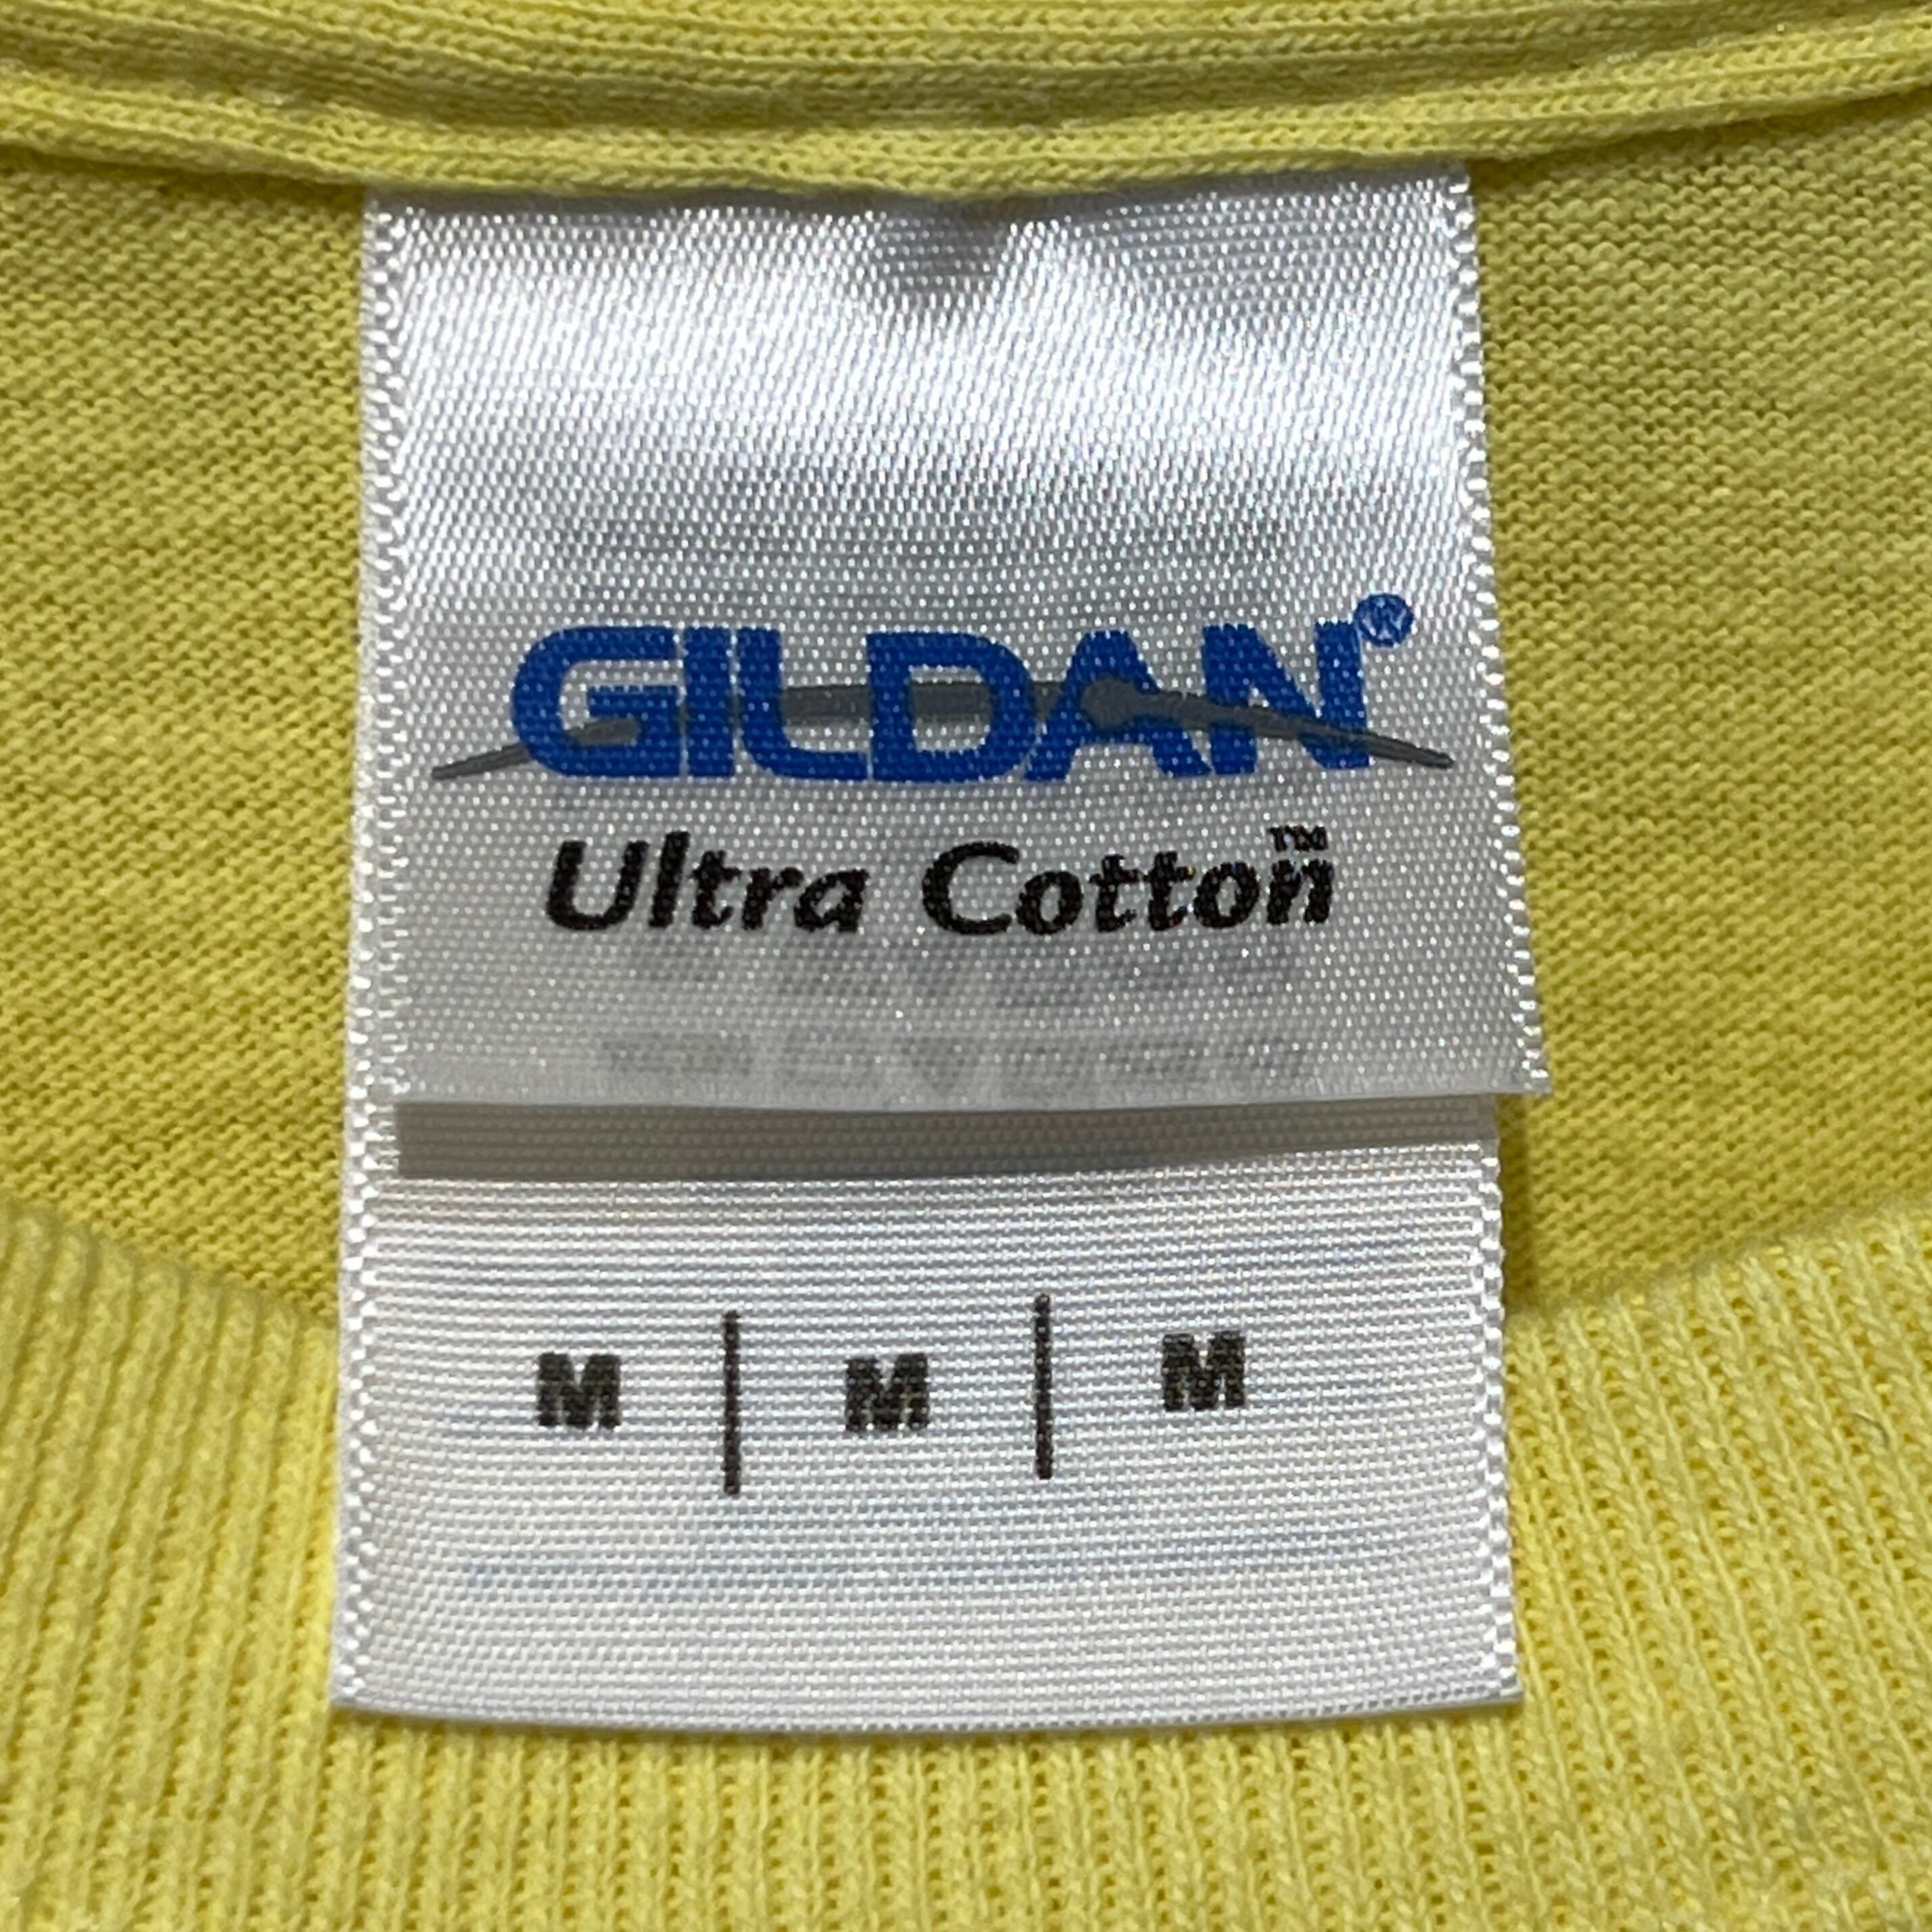 GILDAN®
Ultra Cotton™
M | M | M